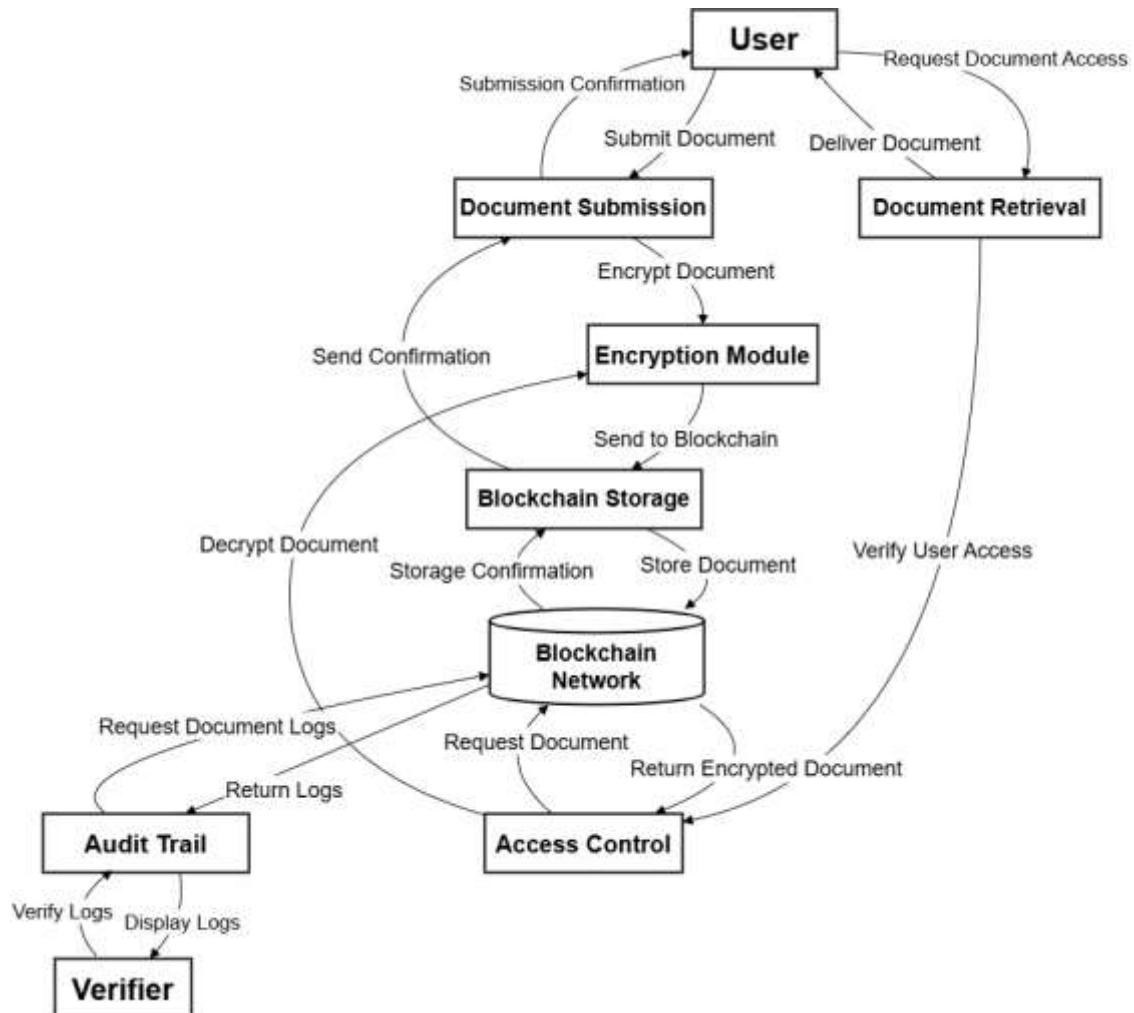 User
Request Document Access
Submission Confirmation
Submit Document
Deliver Document
Document Submission
Document Retrieval
Encrypt Document
Send Confirmation
Encryption Module
Send to Blockchain
Blockchain Storage
Decrypt Document
Verify User Access
Storage Confirmation
Store Document
Blockchain
Network
Request Document Logs
Request Document
Return Encrypted Document
Return Logs
Audit Trail
Access Control
Verify Logs
Display Logs
Verifier